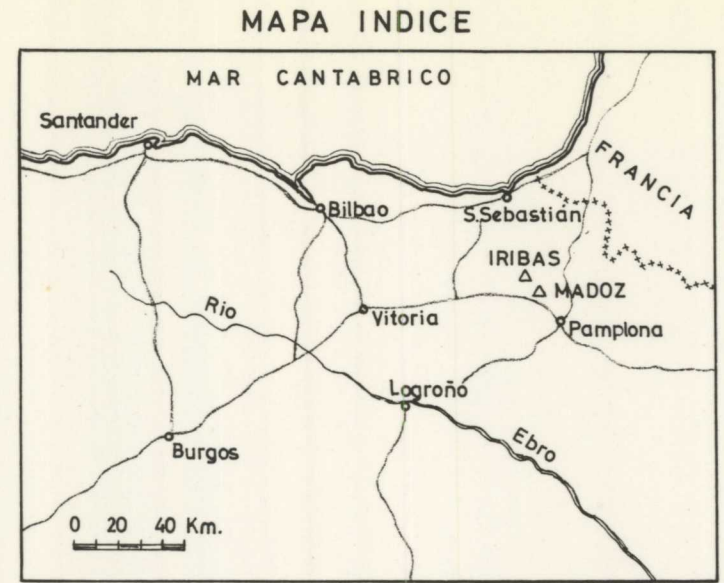 MAPA INDICE
MAR CANTABRICO
Santander
FRANCIA
Bilbao
S.Sebastián
IRIBAS
MADOZ
Rio
Vitoria
Pamplona
Logroño
Ebro
Burgos
0 20 40 Km.